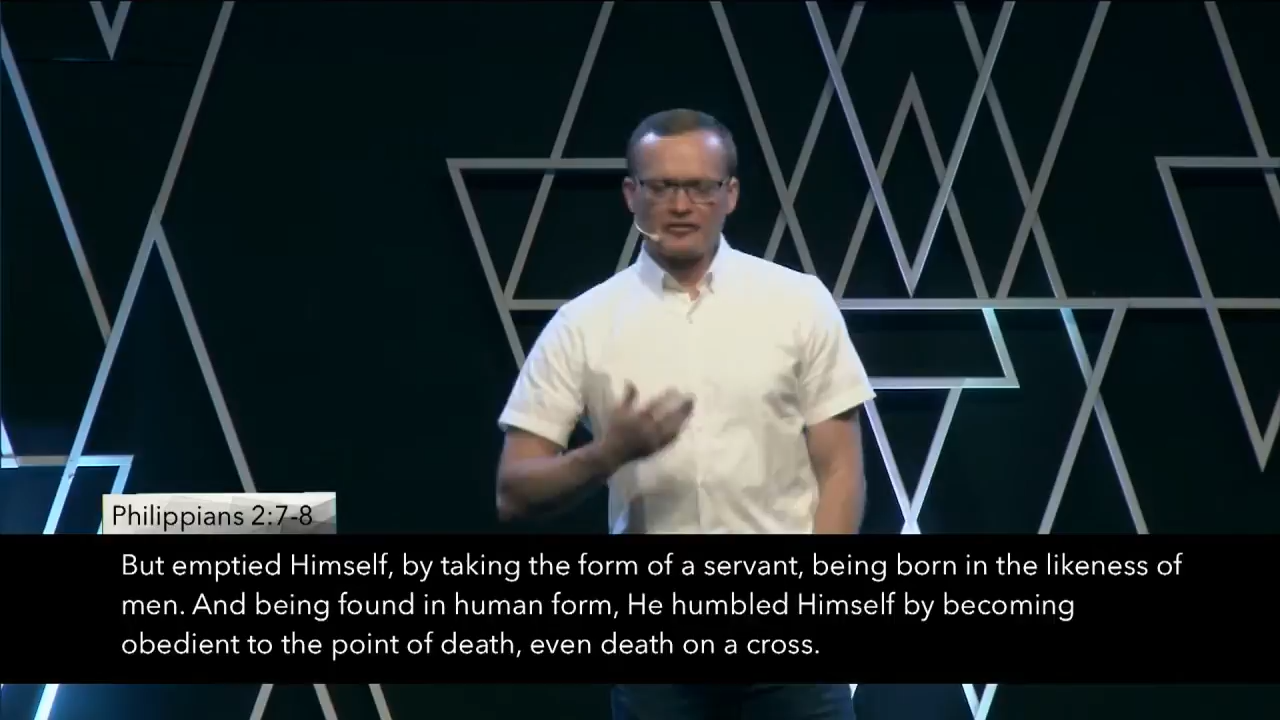 Philippians 2:7-8
But emptied Himself, by taking the form of a servant, being born in the likeness of
men. And being found in human form, He humbled Himself by becoming
obedient to the point of death, even death on a cross.